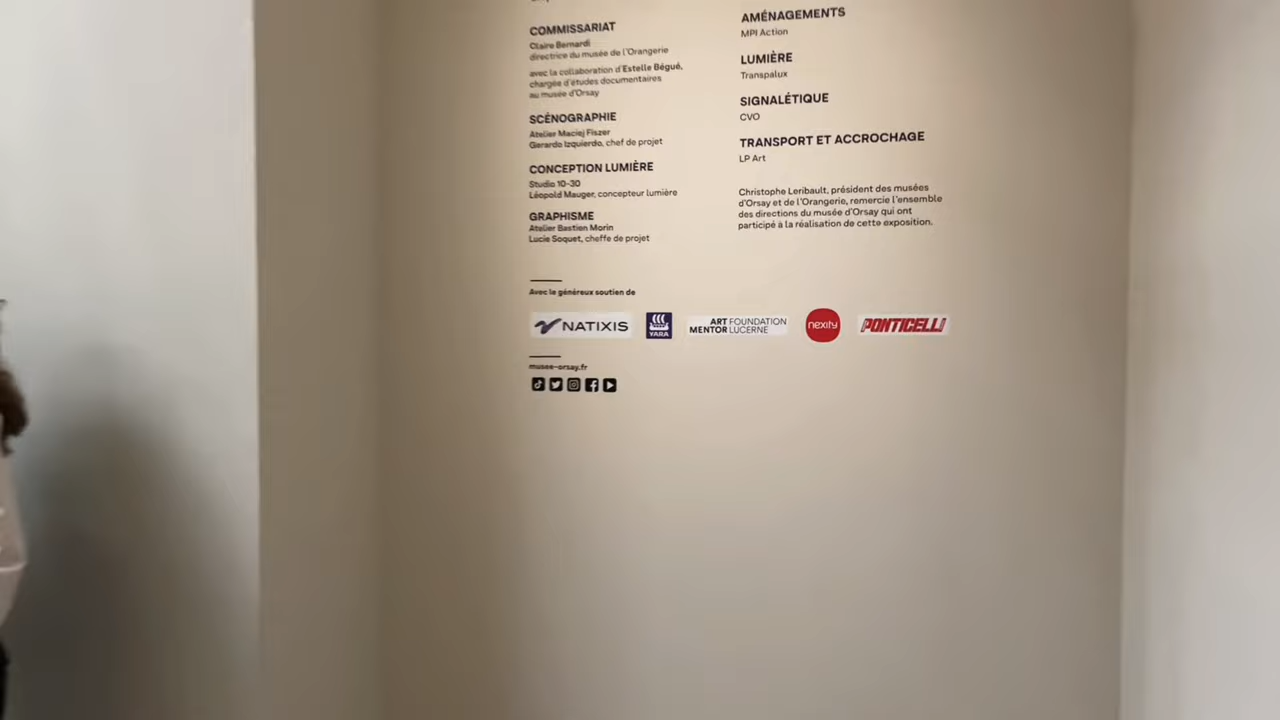 COMMISSARIAT
Claire Bernardi
directrice du musée de l'Orangerie
avec la collaboration d'Estelle Bégué,
chargée d'études documentaires
au musée d'Orsay
SCÉNOGRAPHIE
Atelier Maciej Fiszer
Gerardo Izquierdo, chef de projet
CONCEPTION LUMIÈRE
Studio 10-30
Léopold Mauger, concepteur lumière
GRAPHISME
Atelier Bastien Morin
Lucie Soquet, cheffe de projet
AMÉNAGEMENTS
MPI Action
LUMIÈRE
Transpalux
SIGNALÉTIQUE
CVO
TRANSPORT ET ACCROCHAGE
LP Art
Christophe Leribault, président des musées
d'Orsay et de l'Orangerie, remercie l'ensemble
des directions du musée d'Orsay qui ont
participé à la réalisation de cette exposition.
Avec le généreux soutien de
NATIXIS
YARA
ART FOUNDATION
MENTOR LUCERNE
nexity
PONTICELLI
musee-orsay.fr